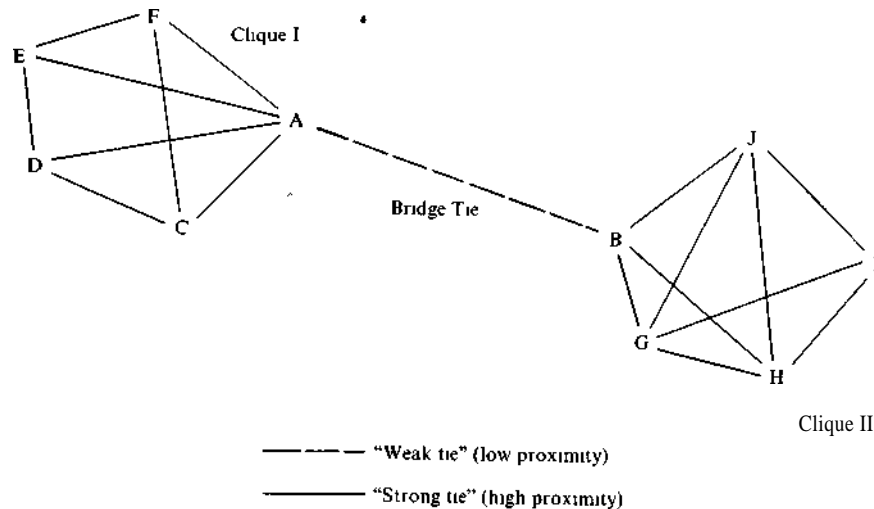 F
Clique I
E
A
J
D
Bridge Tie
C
B
G
H
Clique II
“Weak tie” (low proximity)
“Strong tie” (high proximity)